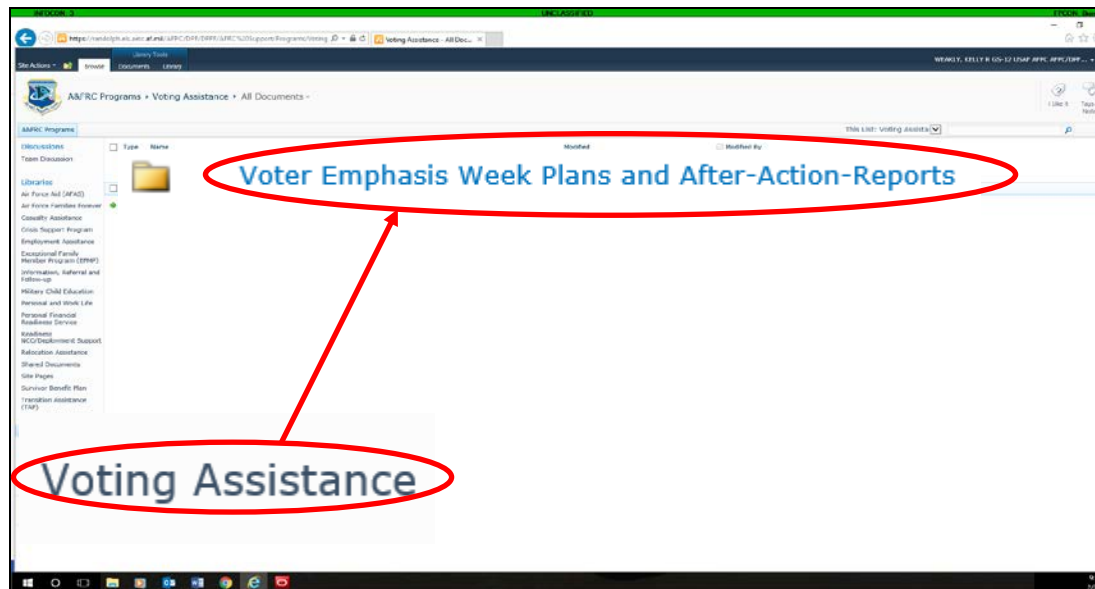 INFOCON: 3
UNCLASSIFIED
Voting Assistance - All Doc...
Library Tools
Site Actions
Browse
Documents
Library
A&FRC Programs
Voting Assistance
All Documents
I Like It
A&FRC Programs
This List: Voting Assista
Discussions
Type
Name
Modified
Modified By
Team Discussion
Voter Emphasis Week Plans and After-Action-Reports
Libraries
Air Force Aid (AFAS)
Air Force Families Forever
Casualty Assistance
Crisis Support Program
Employment Assistance
Exceptional Family
Member Program (EFMP)
Information, Referral and
Follow-up
Military Child Education
Personal and Work Life
Personal Financial
Readiness Service
Readiness
NCO/Deployment Support
Relocation Assistance
Shared Documents
Site Pages
Survivor Benefit Plan
Transition Assistance
(TAP)
Voting Assistance